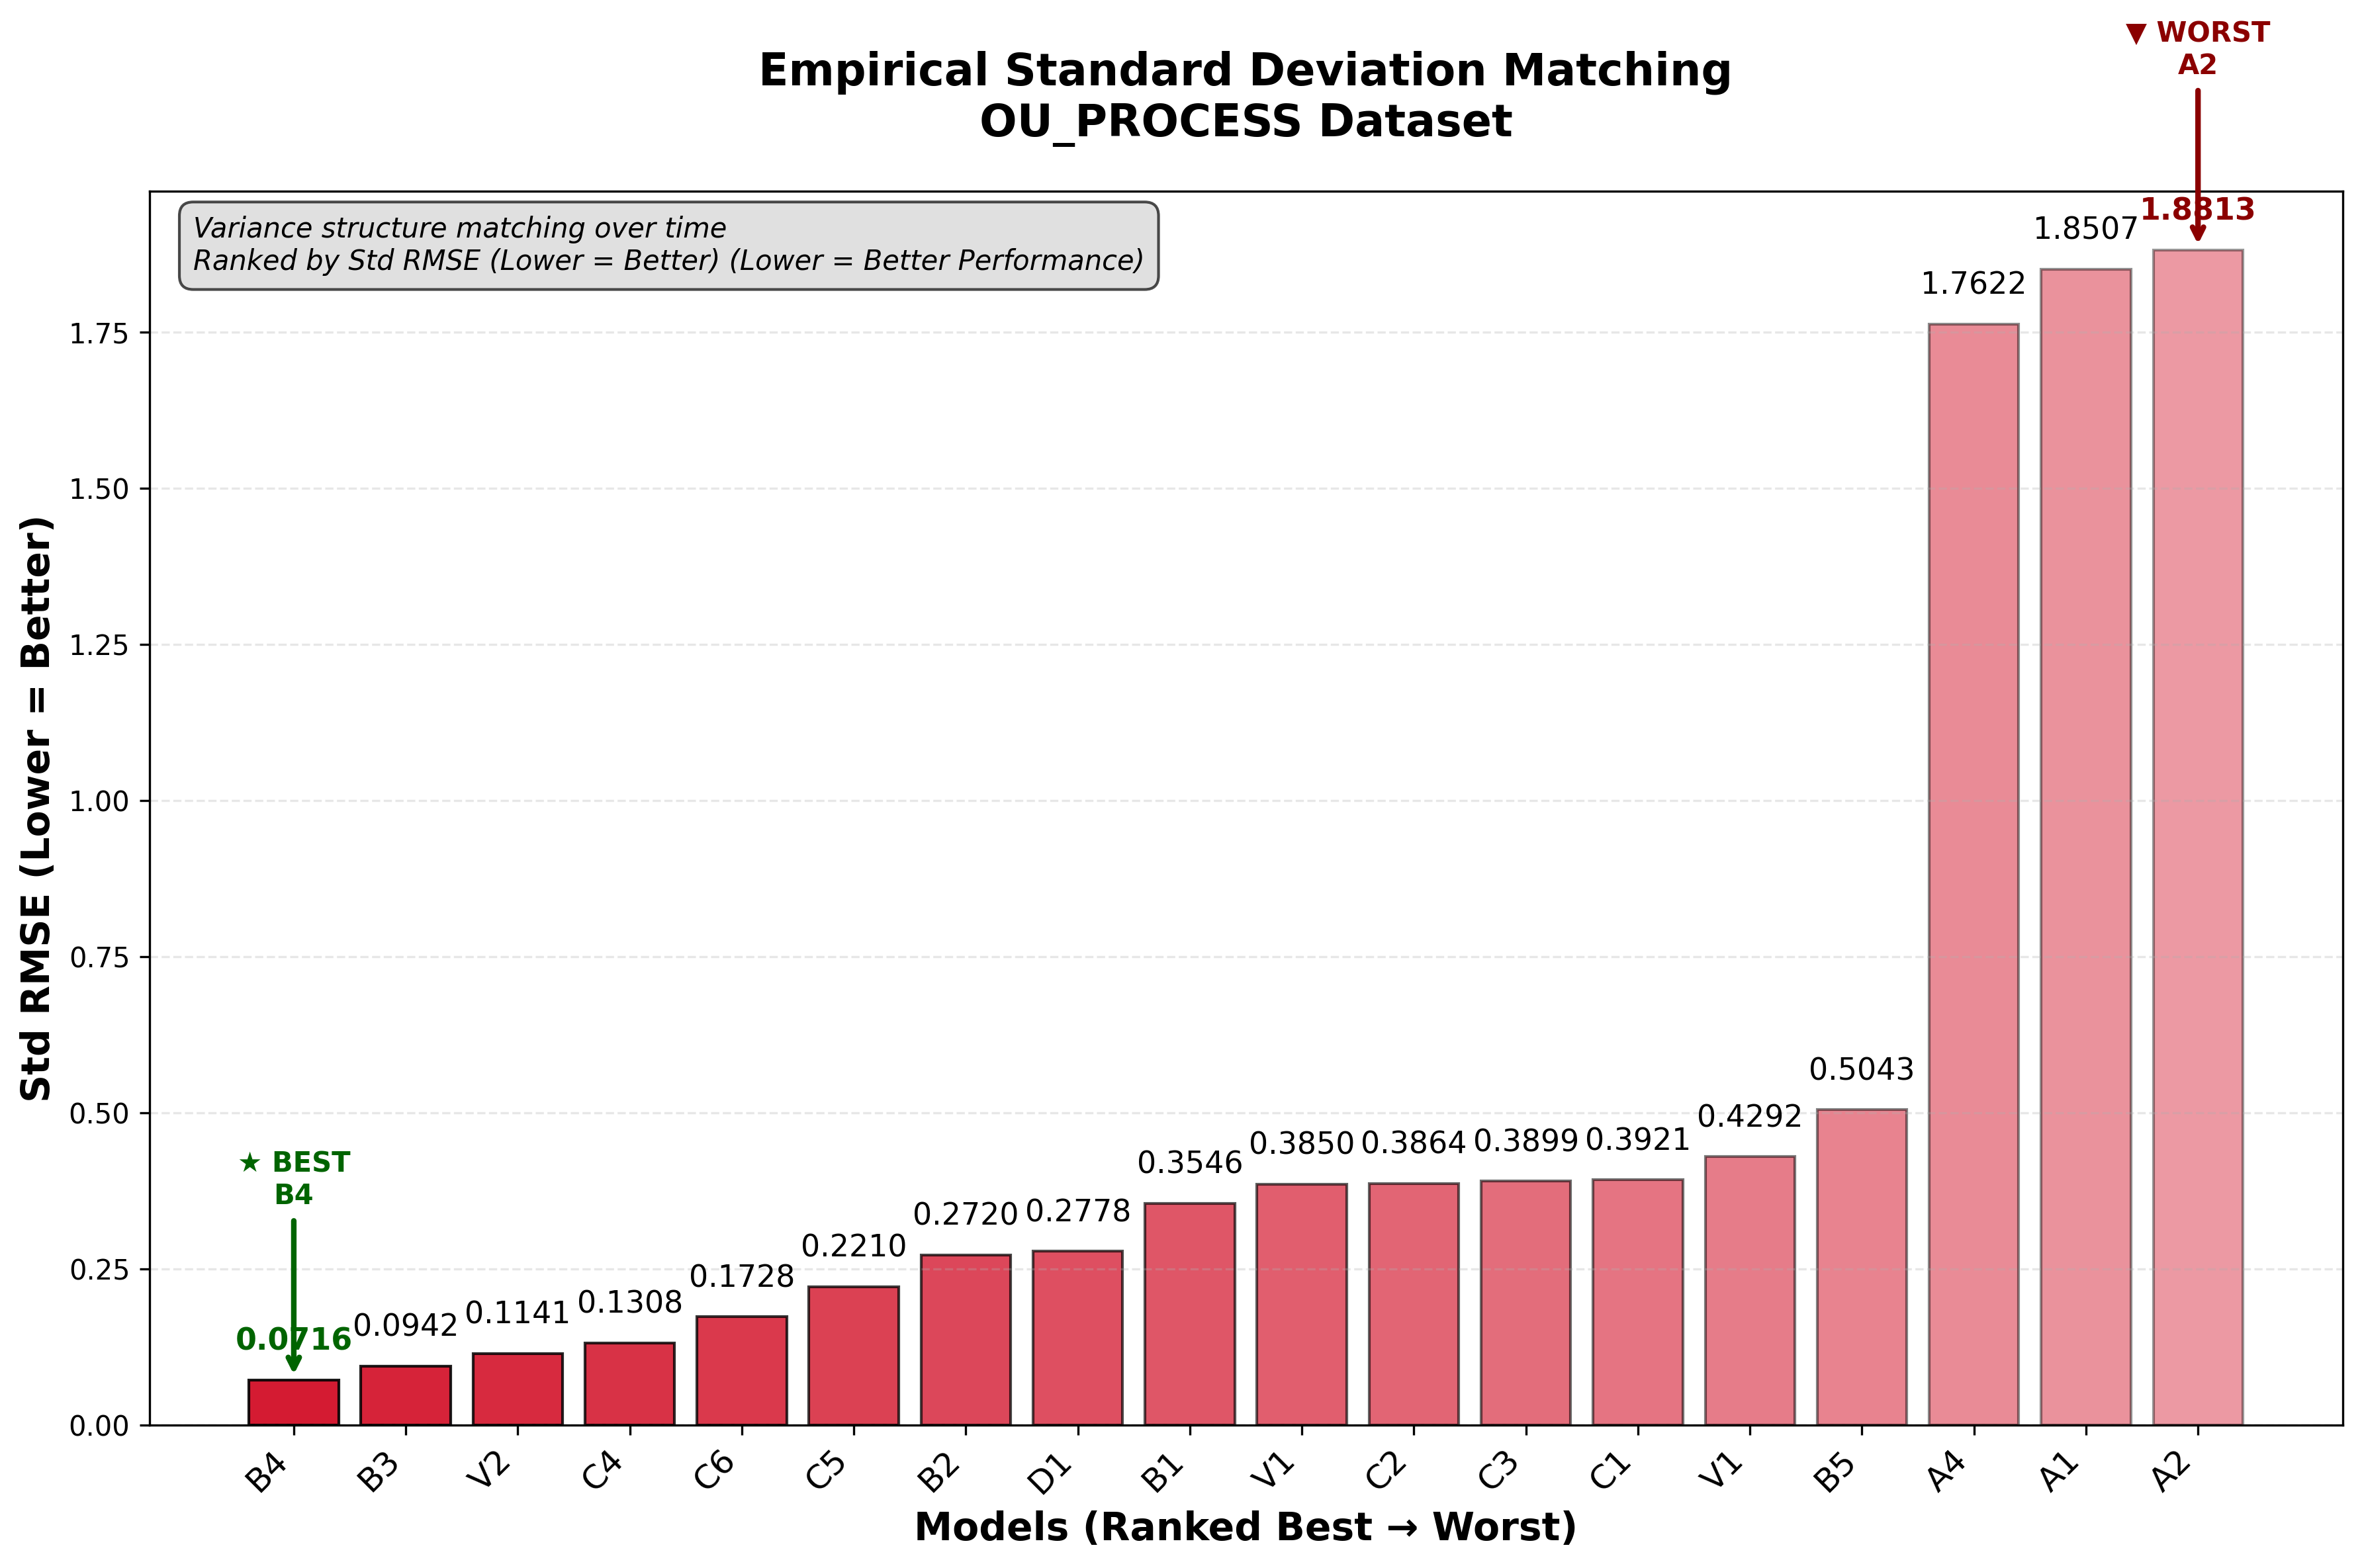 ▼ WORST
A2
Empirical Standard Deviation Matching
OU_PROCESS Dataset
Variance structure matching over time
Ranked by Std RMSE (Lower = Better) (Lower = Better Performance)
Std RMSE (Lower = Better)
1.75
1.50
1.25
1.00
0.75
0.50
0.25
0.00
★ BEST
B4
0.0716
0.0942
0.1141
0.1308
0.1728
0.2210
0.2720
0.2778
0.3546
0.3850
0.3864
0.3899
0.3921
0.4292
0.5043
1.7622
1.8507
1.8813
B4
B3
V2
C4
C6
C5
B2
D1
B1
V1
C2
C3
C1
V1
B5
A4
A1
A2
Models (Ranked Best → Worst)